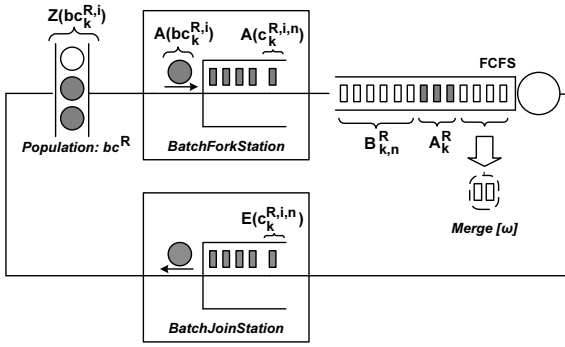 Z(bc_k^{R,i})
A(bc_k^{R,i})
A(c_k^{R,i,n})
FCFS
Population: bc^R
BatchForkStation
B_{k,n}^R
A_k^R
Merge [ω]
E(c_k^{R,i,n})
BatchJoinStation